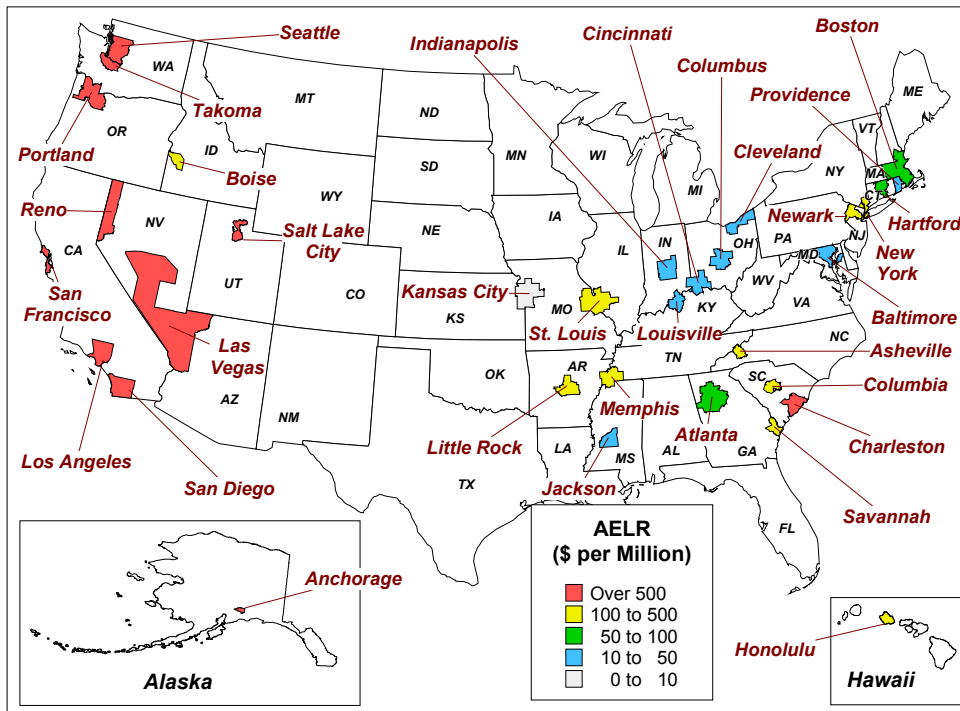 Seattle
WA
Takoma
Portland
OR
ID
Boise
MT
ND
SD
WY
NE
Reno
NV
CA
Salt Lake
City
UT
CO
San
Francisco
Las
Vegas
AZ
NM
Los Angeles
San Diego
Indianapolis
Cincinnati
Columbus
Boston
Providence
Cleveland
MN
WI
MI
IA
IL
IN
OH
ME
VT
NY
MA
CT
Hartford
Newark
New
York
NJ
PA
MD
WV
VA
Baltimore
Kansas City
KS
MO
St. Louis
Louisville
KY
NC
TN
Asheville
OK
AR
SC
Columbia
Memphis
Little Rock
Atlanta
Charleston
LA
MS
AL
GA
Jackson
Savannah
TX
FL
AELR
($ per Million)
Over 500
100 to 500
50 to 100
10 to 50
0 to 10
Anchorage
Alaska
Honolulu
Hawaii